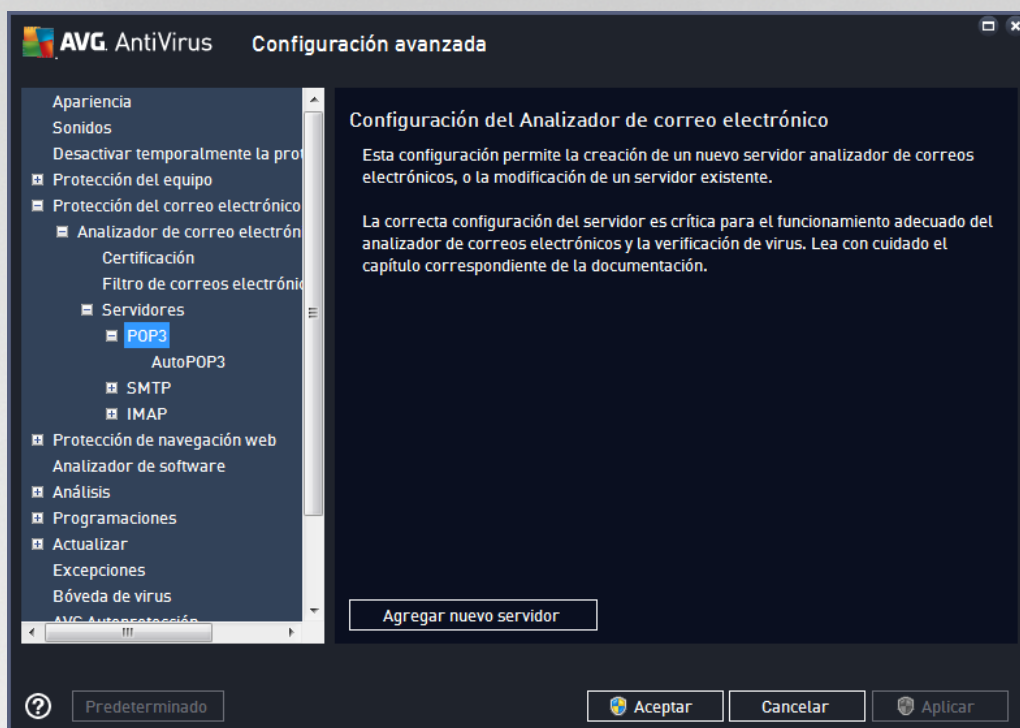 AVG. AntiVirus Configuración avanzada
Apariencia
Sonidos
Desactivar temporalmente la prot
Protección del equipo
Protección del correo electrónico
Analizador de correo electrón
Certificación
Filtro de correos electrónic
Servidores
POP3
AutoPOP3
SMTP
IMAP
Protección de navegación web
Analizador de software
Análisis
Programaciones
Actualizar
Excepciones
Bóveda de virus
AVG Autoprotección
Configuración del Analizador de correo electrónico
Esta configuración permite la creación de un nuevo servidor analizador de correos
electrónicos, o la modificación de un servidor existente.
La correcta configuración del servidor es crítica para el funcionamiento adecuado del
analizador de correos electrónicos y la verificación de virus. Lea con cuidado el
capítulo correspondiente de la documentación.
Agregar nuevo servidor
Predeterminado
Aceptar
Cancelar
Aplicar